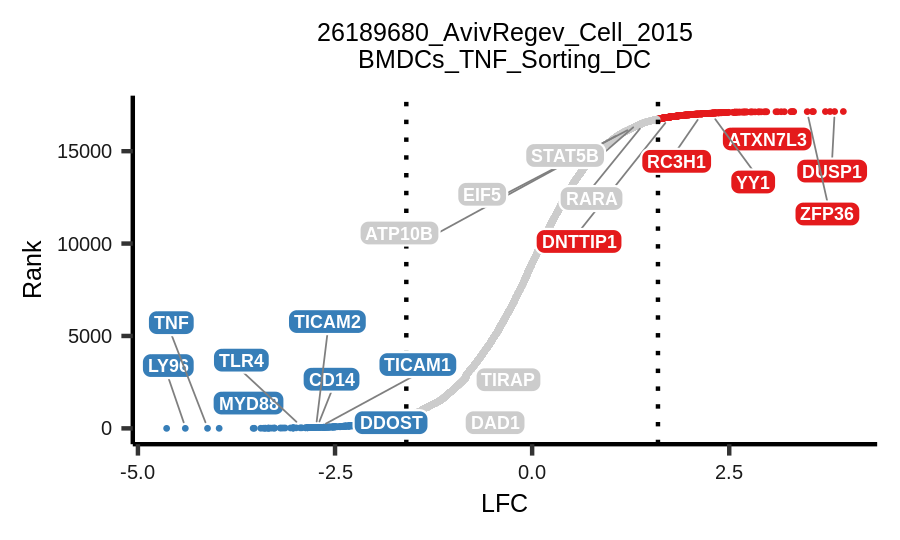 26189680_AvivRegev_Cell_2015
BMDCs_TNF_Sorting_DC
Rank
15000
10000
5000
0
ATXN7L3
STAT5B
RC3H1
DUSP1
YY1
EIF5
RARA
ZFP36
ATP10B
DNTTIP1
TNF
TICAM2
LY96
TLR4
TICAM1
CD14
TIRAP
MYD88
DDOST
DAD1
-5.0
-2.5
0.0
2.5
LFC